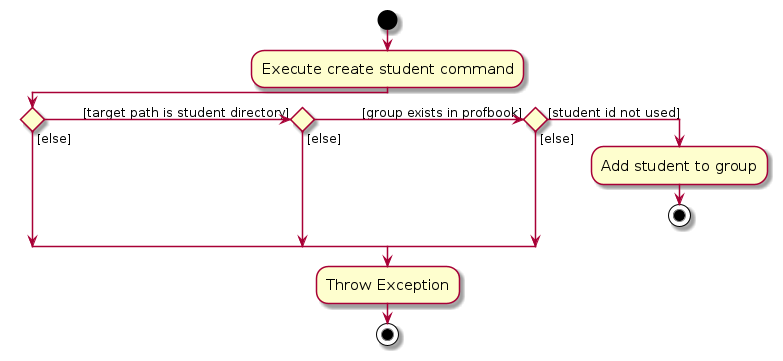 Execute create student command
[target path is student directory]
[group exists in profbook]
[student id not used]
[else]
[else]
[else]
Add student to group
Throw Exception